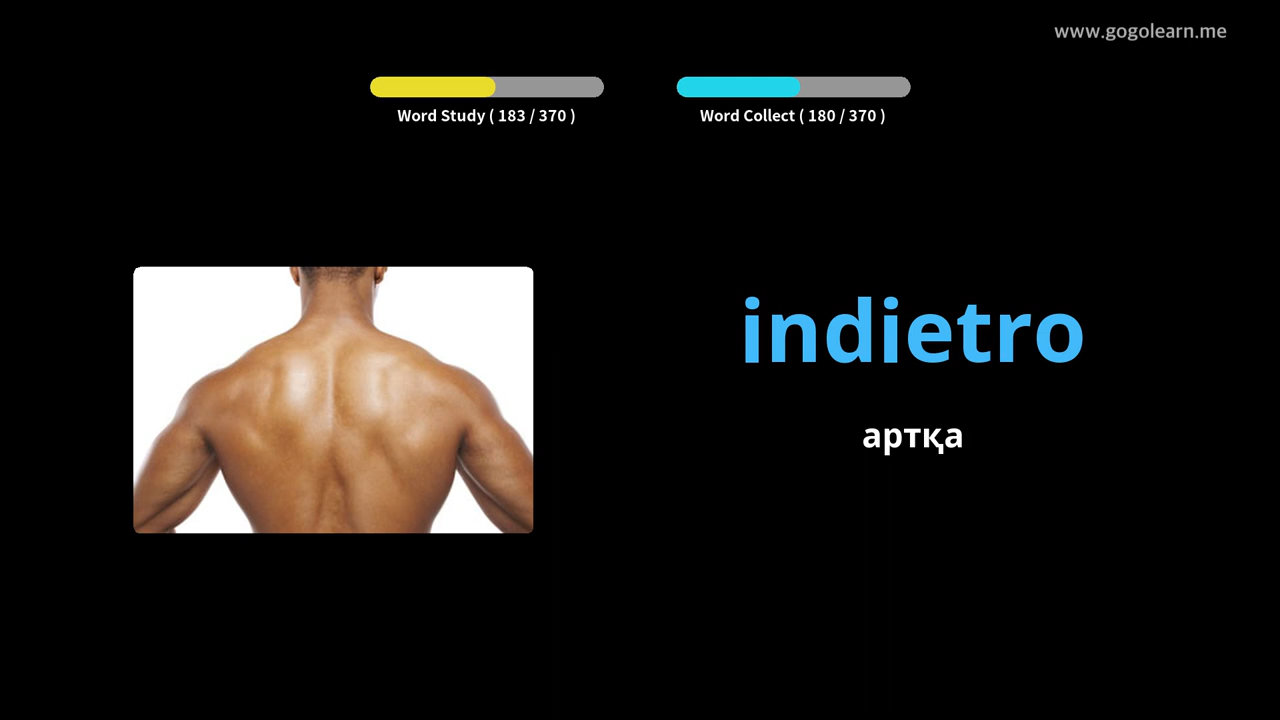 www.gogolearn.me
Word Study ( 183 / 370 )
Word Collect ( 180 / 370 )
indietro
артқа